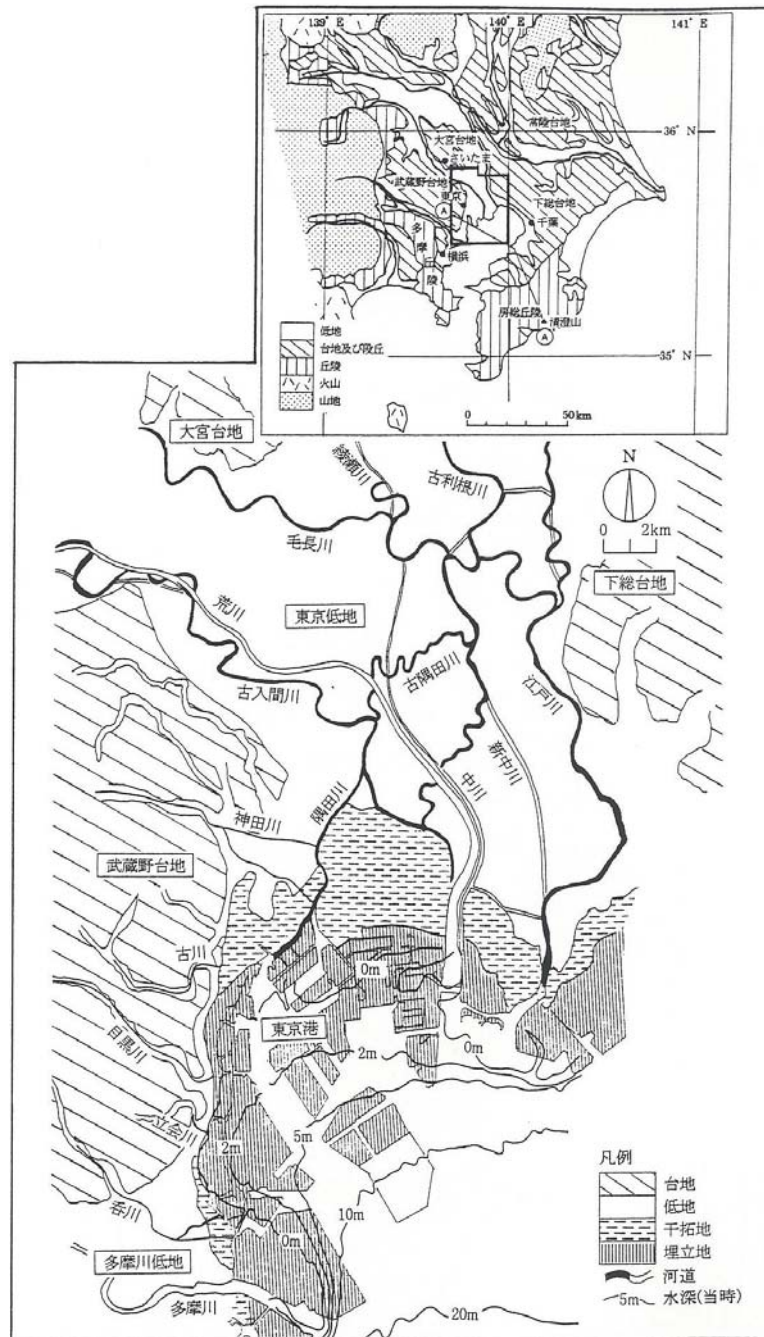 139° E
140° E
141° E
常陸台地
36° N
大宮台地
さいたま
武蔵野台地
東京
下総台地
A
千葉
多摩丘陵
横浜
房総丘陵
清澄山
A
低地
台地及び段丘
丘陵
火山
山地
35° N
0 50km
大宮台地
綾瀬川
古利根川
N
0 2km
毛長川
下総台地
荒川
東京低地
古隅田川
江戸川
古入間川
新中川
中川
隅田川
神田川
武蔵野台地
古川
0m
東京港
目黒川
0m
2m
立会川
5m
2m
凡例
台地
低地
干拓地
埋立地
河道
5m 水深(当時)
呑川
10m
0m
多摩川低地
多摩川
20m